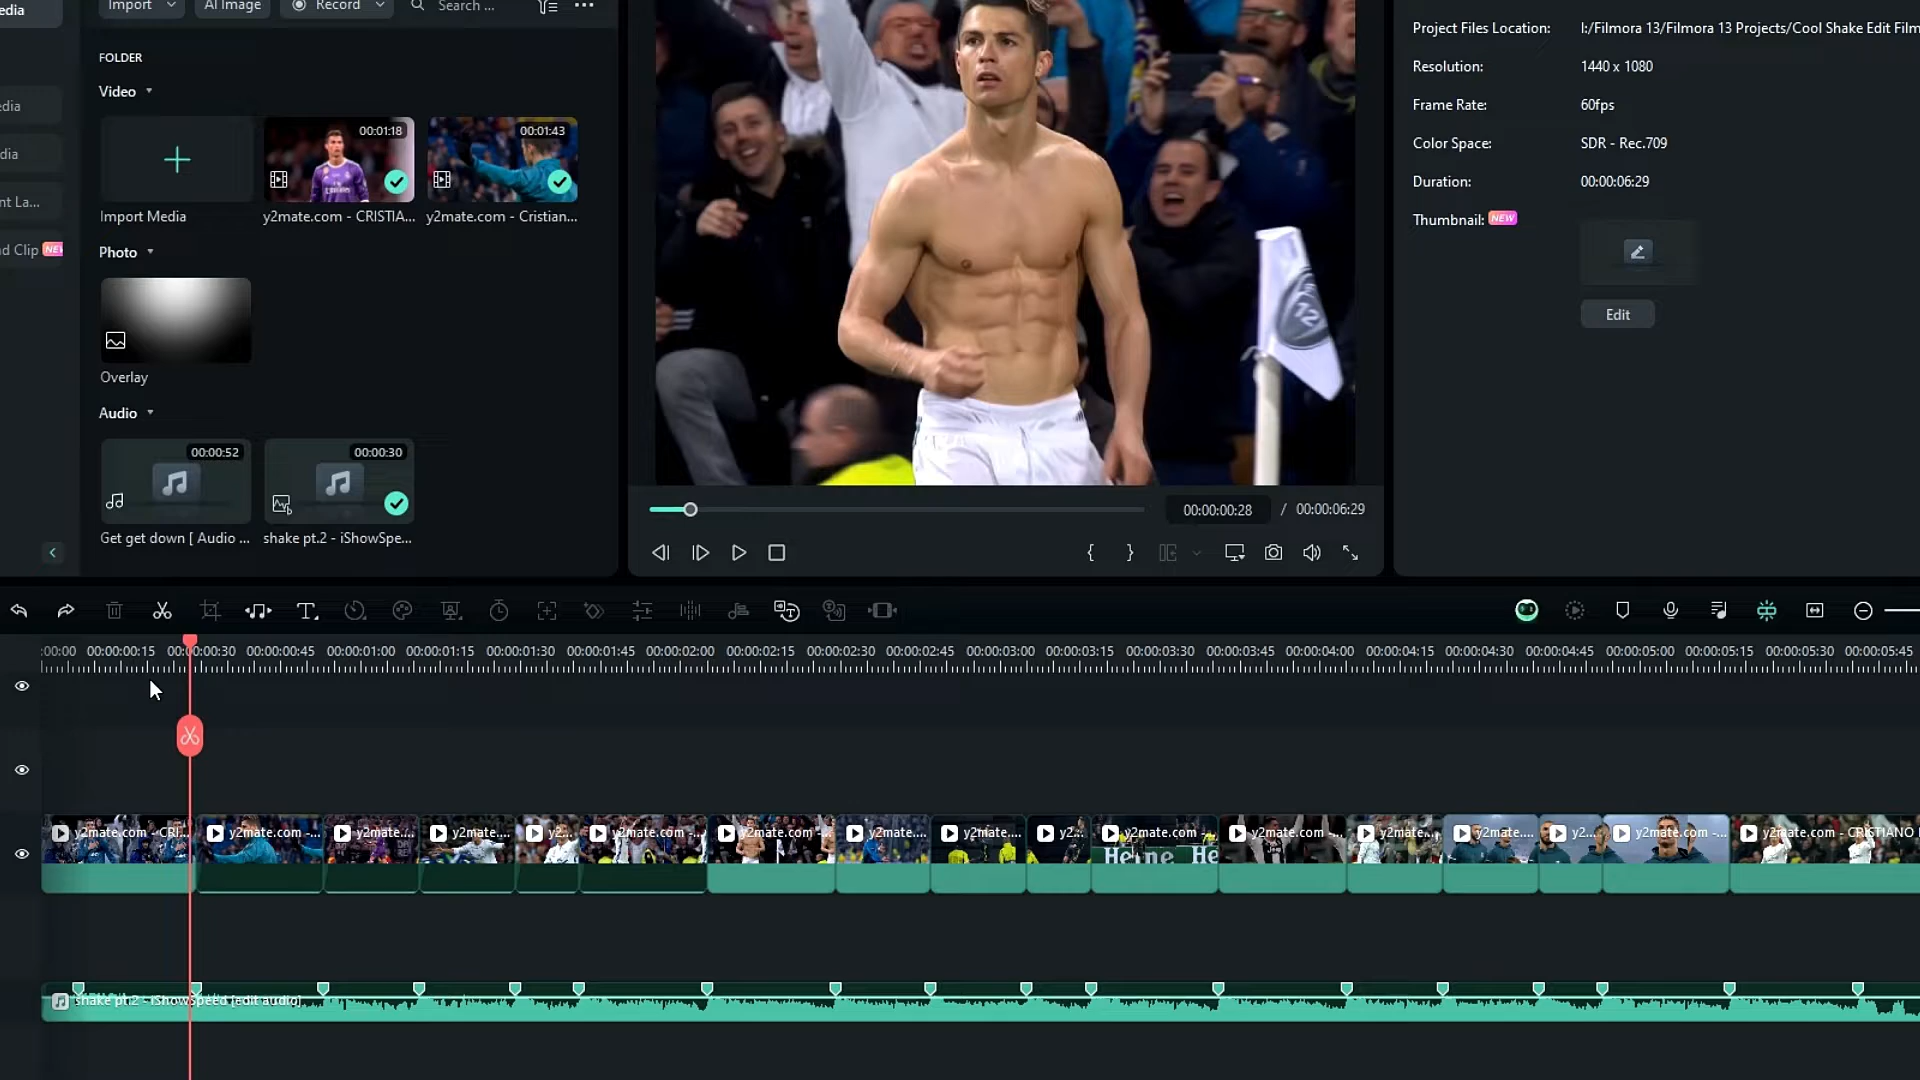 edia
Import
AI Image
Record
Search ...
FOLDER
Video
edia
dia
nt La...
d Clip NEW
00:01:18
00:01:43
Import Media
y2mate.com - CRISTIA...
y2mate.com - Cristian...
Photo
Overlay
Audio
00:00:52
00:00:30
Get get down [ Audio ...
shake pt.2 - iShowSpe...
12
00:00:00:28 / 00:00:06:29
Project Files Location: I:/Filmora 13/Filmora 13 Projects/Cool Shake Edit Film
Resolution: 1440 x 1080
Frame Rate: 60fps
Color Space: SDR - Rec.709
Duration: 00:00:06:29
Thumbnail: NEW
Edit
:00:00 00:00:00:15 00:00:00:30 00:00:00:45 00:00:01:00 00:00:01:15 00:00:01:30 00:00:01:45 00:00:02:00 00:00:02:15 00:00:02:30 00:00:02:45 00:00:03:00 00:00:03:15 00:00:03:30 00:00:03:45 00:00:04:00 00:00:04:15 00:00:04:30 00:00:04:45 00:00:05:00 00:00:05:15 00:00:05:30 00:00:05:45
y2mate.com - CRI... y2mate.com -... y2mate.... y2mate.... y2... y2mate.com -... y2mate.com -... y2mate.... y2mate.... y2... y2mate.com -... y2mate.com -... y2mate.... y2mate.... y2... y2mate.com -... y2mate.com - CRISTIANO
Heine He
Jeep
shake pt.2 - iShowSpeed [edit audio]